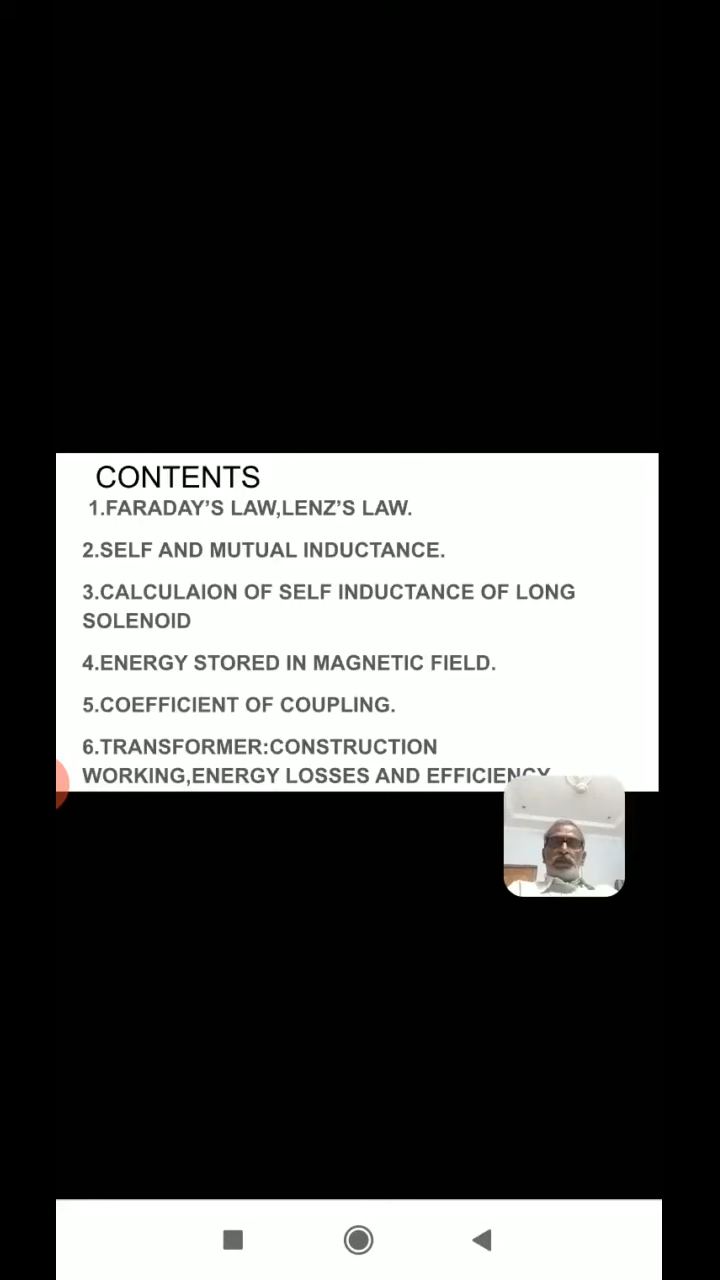 CONTENTS
1.FARADAY’S LAW,LENZ’S LAW.
2.SELF AND MUTUAL INDUCTANCE.
3.CALCULAION OF SELF INDUCTANCE OF LONG
SOLENOID
4.ENERGY STORED IN MAGNETIC FIELD.
5.COEFFICIENT OF COUPLING.
6.TRANSFORMER:CONSTRUCTION
WORKING,ENERGY LOSSES AND EFFICIENCY